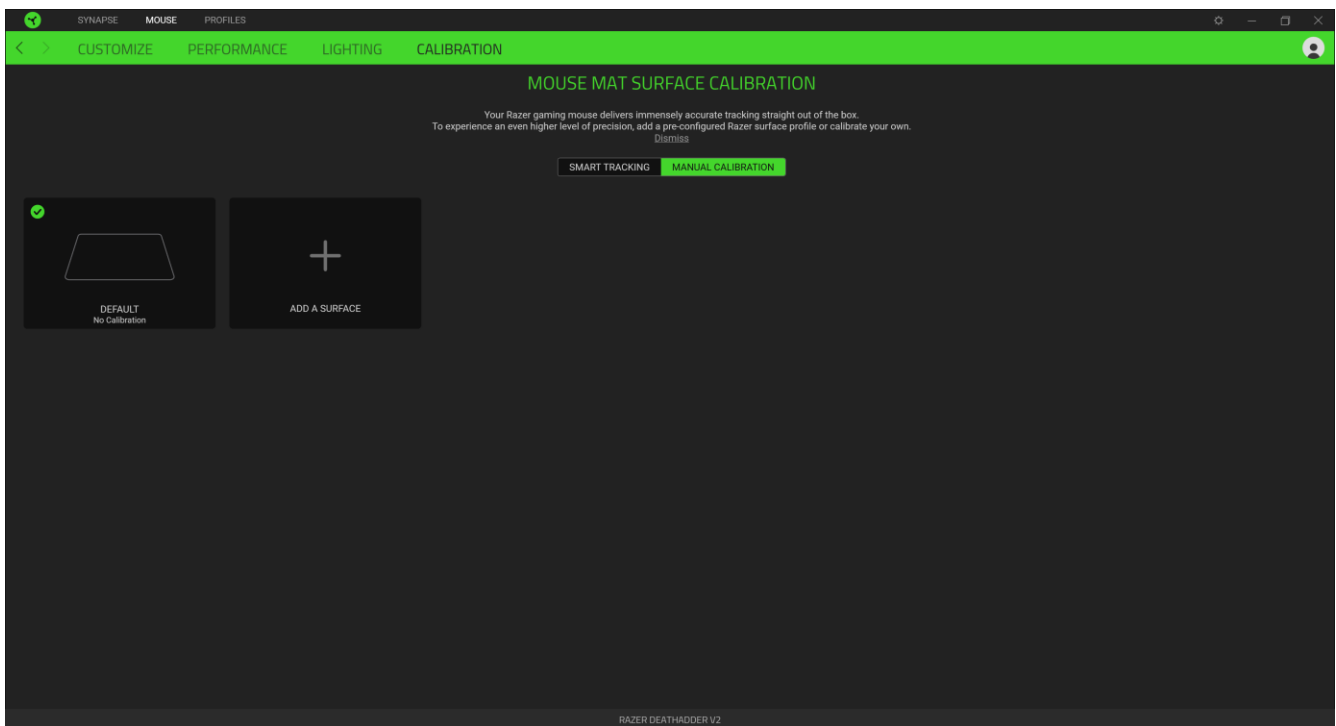 SYNAPSE MOUSE PROFILES
CUSTOMIZE PERFORMANCE LIGHTING CALIBRATION
MOUSE MAT SURFACE CALIBRATION
Your Razer gaming mouse delivers immensely accurate tracking straight out of the box.
To experience an even higher level of precision, add a pre-configured Razer surface profile or calibrate your own.
Dismiss
SMART TRACKING MANUAL CALIBRATION
DEFAULT
No Calibration
ADD A SURFACE
RAZER DEATHADDER V2